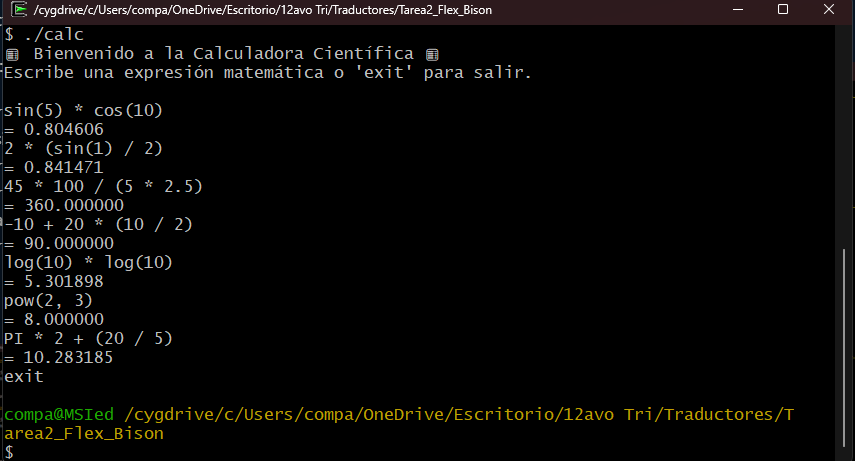 /cygdrive/c/Users/compa/OneDrive/Escritorio/12avo Tri/Traductores/Tarea2_Flex_Bison
$ ./calc
🧮 Bienvenido a la Calculadora Científica 🧮
Escribe una expresión matemática o 'exit' para salir.
sin(5) * cos(10)
= 0.804606
2 * (sin(1) / 2)
= 0.841471
45 * 100 / (5 * 2.5)
= 360.000000
-10 + 20 * (10 / 2)
= 90.000000
log(10) * log(10)
= 5.301898
pow(2, 3)
= 8.000000
PI * 2 + (20 / 5)
= 10.283185
exit
compa@MSIed /cygdrive/c/Users/compa/OneDrive/Escritorio/12avo Tri/Traductores/T
area2_Flex_Bison
$